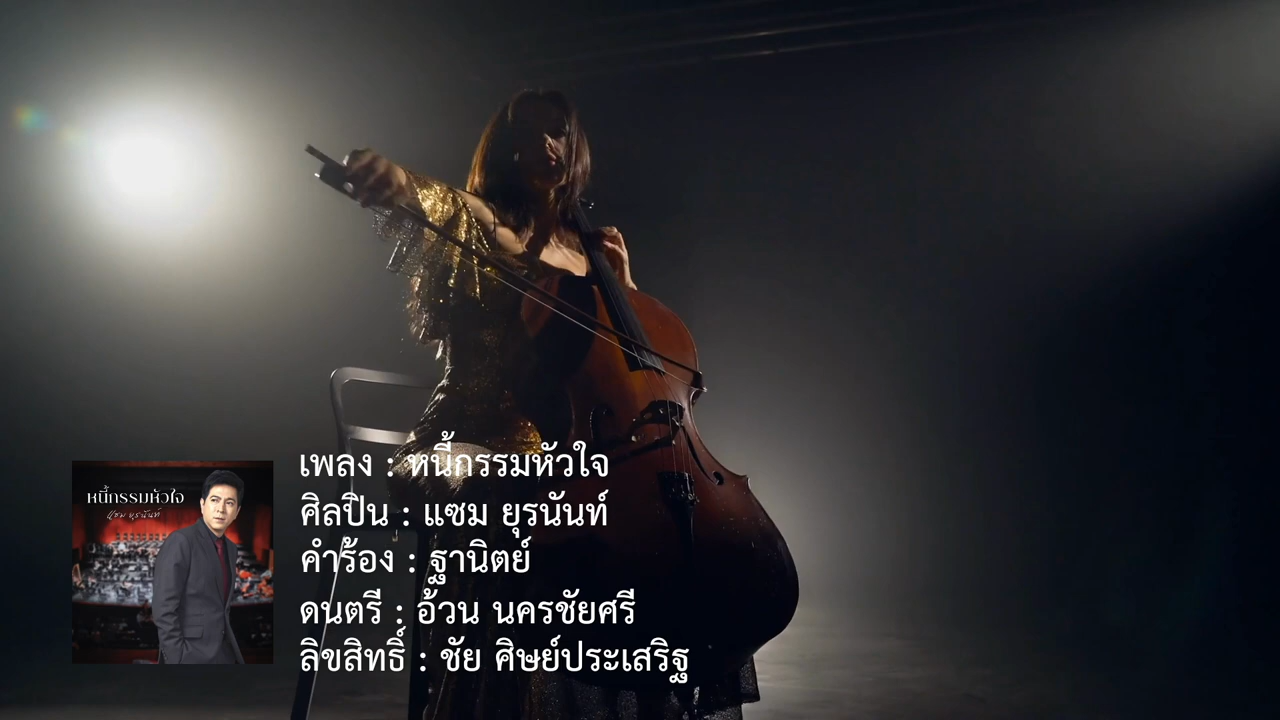 เพลง : หนี้กรรมหัวใจ
ศิลปิน : แซม ยุรนันท์
คำร้อง : ฐานิตย์
ดนตรี : อ้วน นครชัยศรี
ลิขสิทธิ์ : ชัย ศิษย์ประเสริฐ
หนี้กรรมหัวใจ
แซม ยุรนันท์